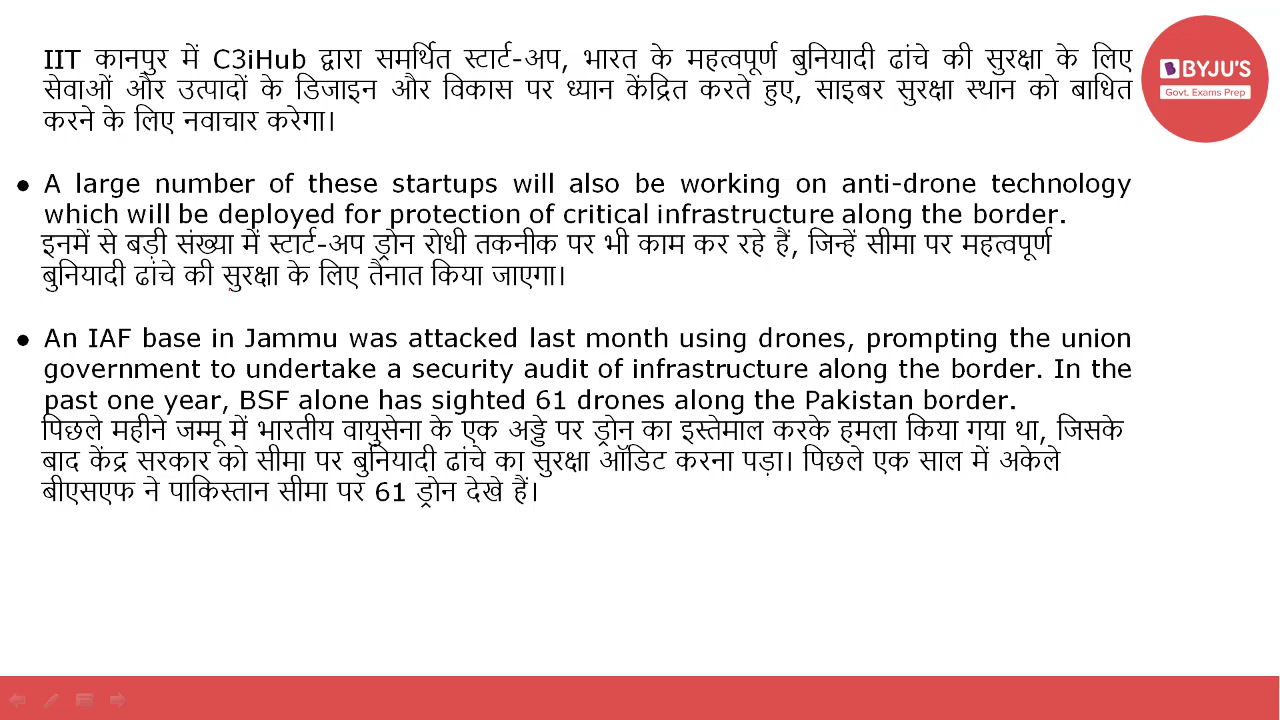 IIT कानपुर में C3iHub द्वारा समर्थित स्टार्ट-अप, भारत के महत्वपूर्ण बुनियादी ढांचे की सुरक्षा के लिए
सेवाओं और उत्पादों के डिजाइन और विकास पर ध्यान केंद्रित करते हुए, साइबर सुरक्षा स्थान को बाधित
करने के लिए नवाचार करेगा।
BYJU'S
Govt. Exams Prep
● A large number of these startups will also be working on anti-drone technology
which will be deployed for protection of critical infrastructure along the border.
इनमें से बड़ी संख्या में स्टार्ट-अप ड्रोन रोधी तकनीक पर भी काम कर रहे हैं, जिन्हें सीमा पर महत्वपूर्ण
बुनियादी ढांचे की सुरक्षा के लिए तैनात किया जाएगा।
● An IAF base in Jammu was attacked last month using drones, prompting the union
government to undertake a security audit of infrastructure along the border. In the
past one year, BSF alone has sighted 61 drones along the Pakistan border.
पिछले महीने जम्मू में भारतीय वायुसेना के एक अड्डे पर ड्रोन का इस्तेमाल करके हमला किया गया था, जिसके
बाद केंद्र सरकार को सीमा पर बुनियादी ढांचे का सुरक्षा ऑडिट करना पड़ा। पिछले एक साल में अकेले
बीएसएफ ने पाकिस्तान सीमा पर 61 ड्रोन देखे हैं।